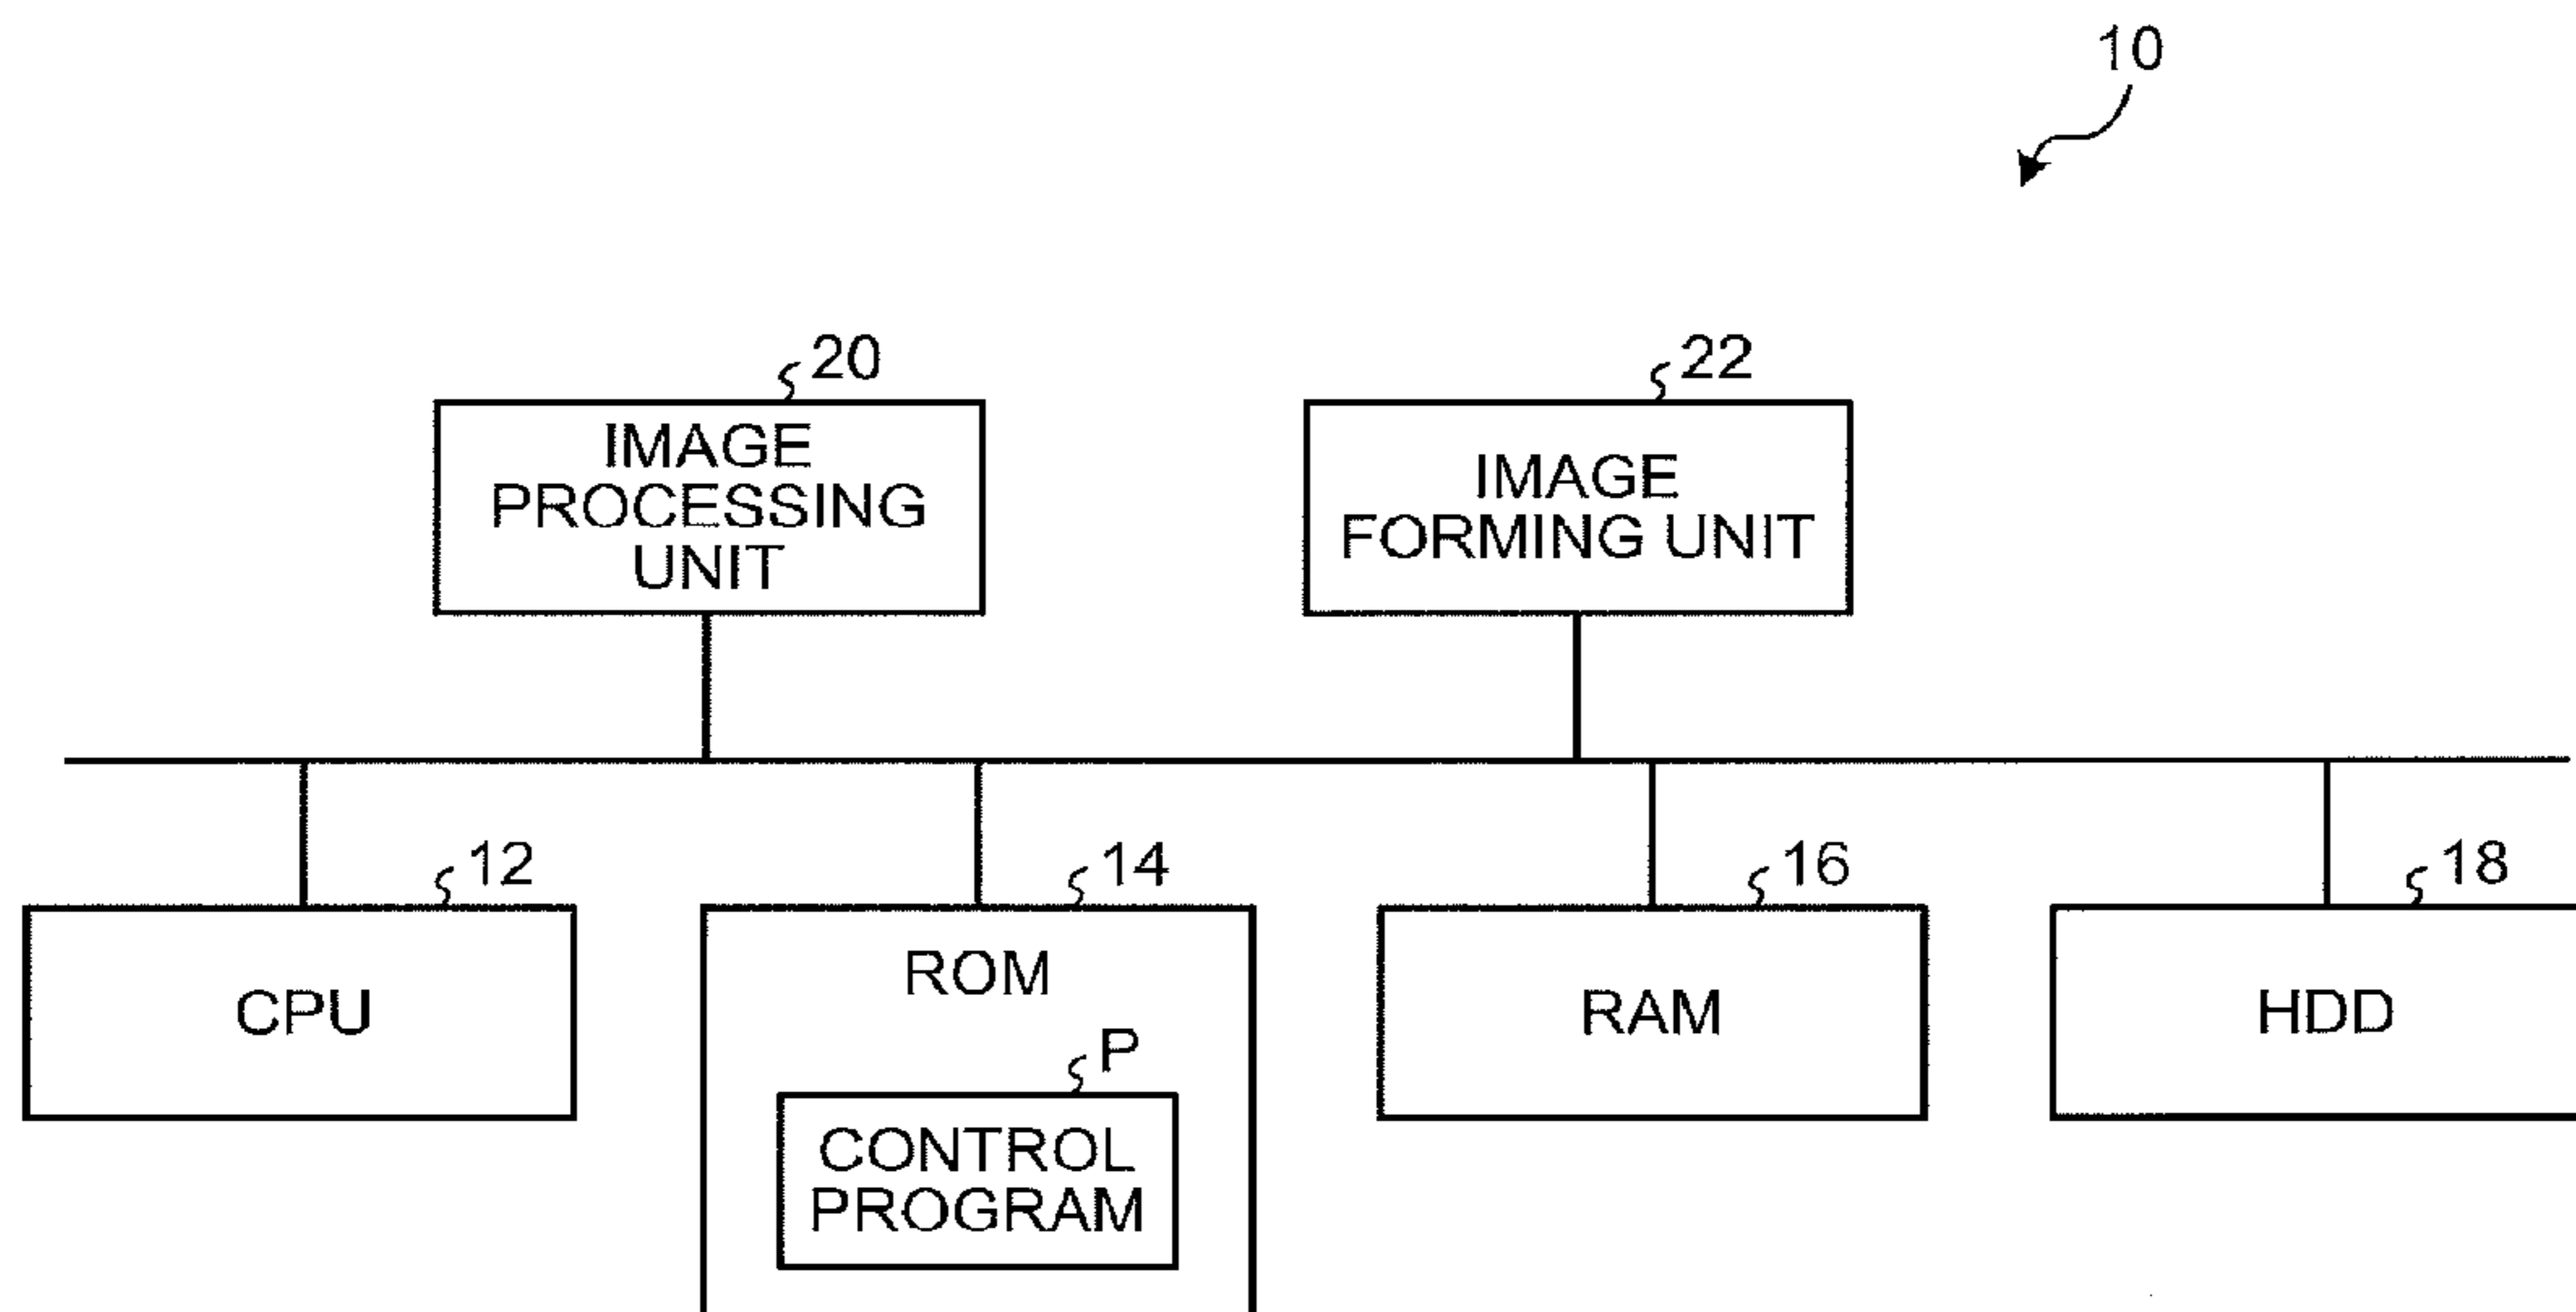 10
20
IMAGE
PROCESSING
UNIT
22
IMAGE
FORMING UNIT
12
CPU
14
ROM
P
CONTROL
PROGRAM
16
RAM
18
HDD